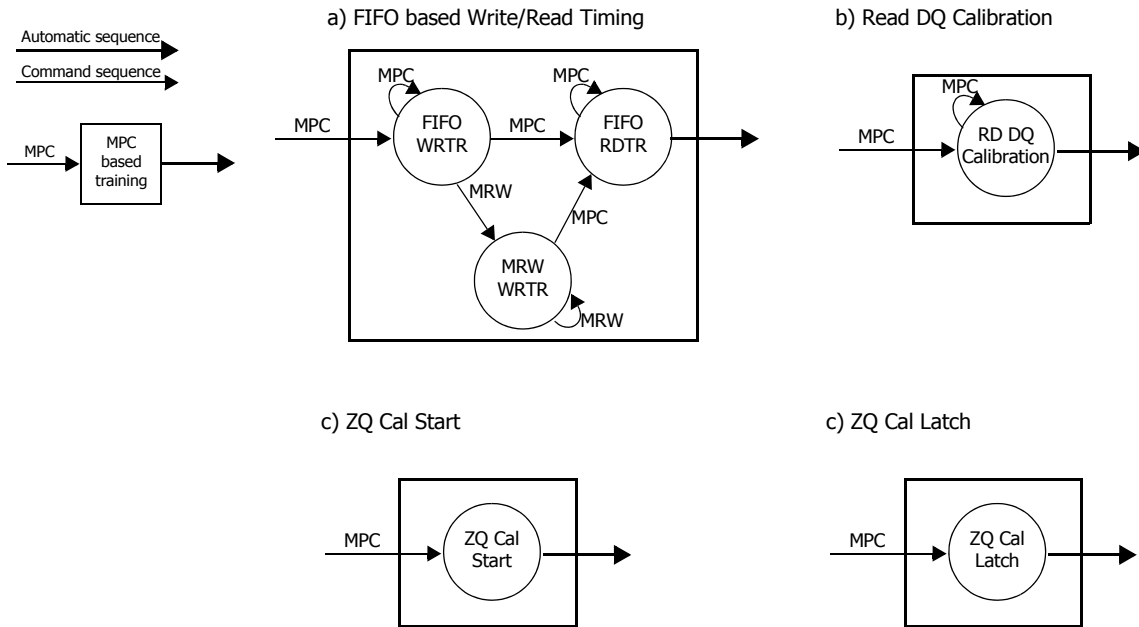 a) FIFO based Write/Read Timing
b) Read DQ Calibration
Automatic sequence
Command sequence
MPC
MPC
based
training
MPC
MPC
FIFO
WRTR
MPC
MPC
FIFO
RDTR
MRW
MPC
MRW
WRTR
MRW
MPC
MPC
RD DQ
Calibration
c) ZQ Cal Start
c) ZQ Cal Latch
MPC
ZQ Cal
Start
MPC
ZQ Cal
Latch